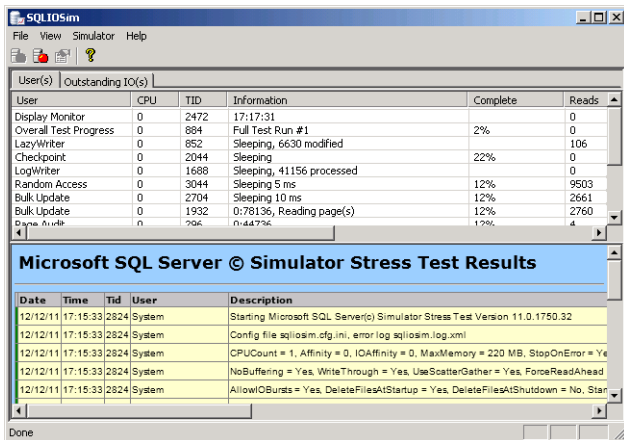 SQLIOSim
File View Simulator Help
User(s) Outstanding IO(s)
User CPU TID Information Complete Reads
Display Monitor 0 2472 17:17:31 0
Overall Test Progress 0 884 Full Test Run #1 2% 0
LazyWriter 0 852 Sleeping, 6630 modified 106
Checkpoint 0 2044 Sleeping 22% 0
LogWriter 0 1688 Sleeping, 41156 processed 0
Random Access 0 3044 Sleeping 5 ms 12% 9503
Bulk Update 0 2704 Sleeping 10 ms 12% 2661
Bulk Update 0 1932 0:78136, Reading page(s) 12% 2760
Page Audit 0 296 0:44736 12% 4
Microsoft SQL Server © Simulator Stress Test Results
Date Time Tid User Description
12/12/11 17:15:33 2824 System Starting Microsoft SQL Server(c) Simulator Stress Test Version 11.0.1750.32
12/12/11 17:15:33 2824 System Config file sqliosim.cfg.ini, error log sqliosim.log.xml
12/12/11 17:15:33 2824 System CPUCount = 1, Affinity = 0, IOAffinity = 0, MaxMemory = 220 MB, StopOnError = Ye
12/12/11 17:15:33 2824 System NoBuffering = Yes, WriteThrough = Yes, UseScatterGather = Yes, ForceReadAhead
12/12/11 17:15:33 2824 System AllowIOBursts = Yes, DeleteFilesAtStartup = Yes, DeleteFilesAtShutdown = No, Stan
Done